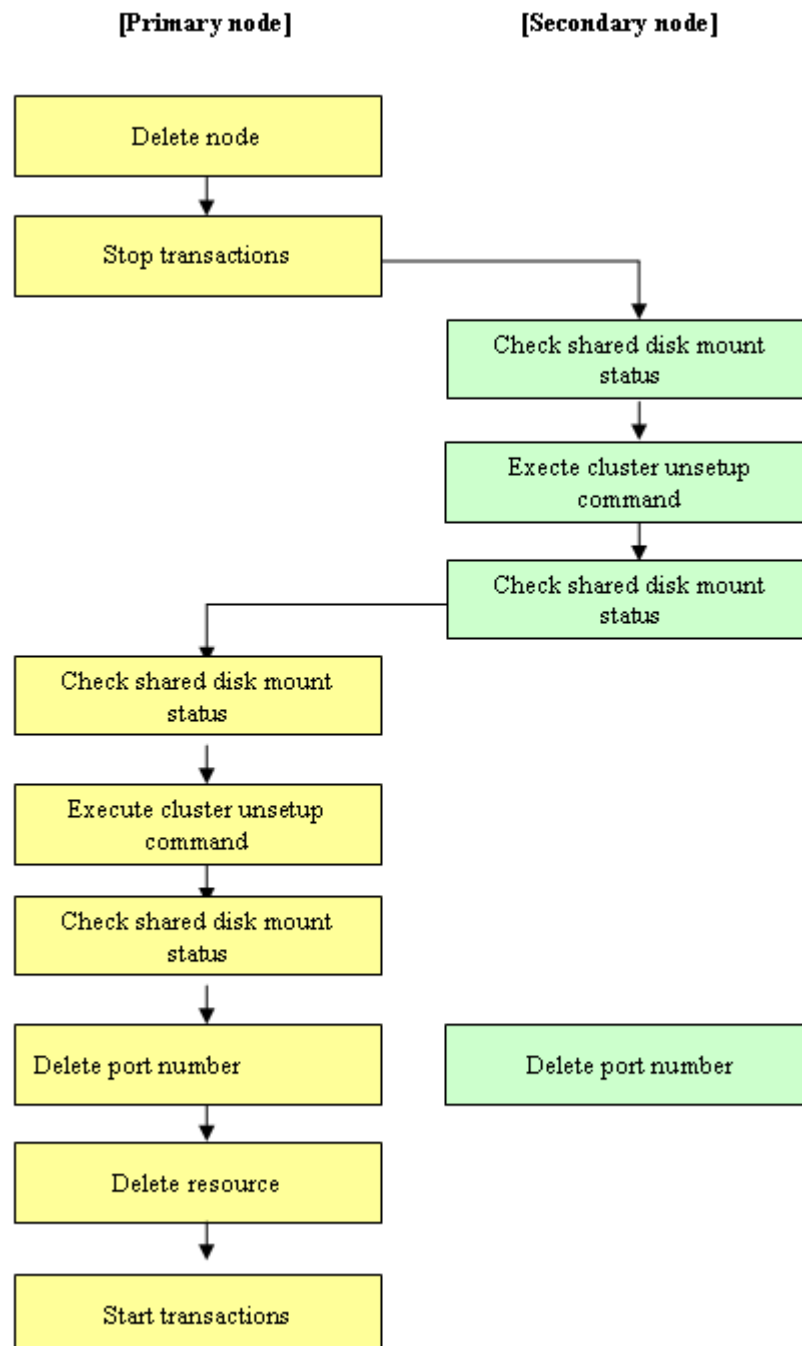 [Primary node]
[Secondary node]
Delete node
Stop transactions
Check shared disk mount
status
Execte cluster unsetup
command
Check shared disk mount
status
Check shared disk mount
status
Execute cluster unsetup
command
Check shared disk mount
status
Delete port number
Delete port number
Delete resource
Start transactions